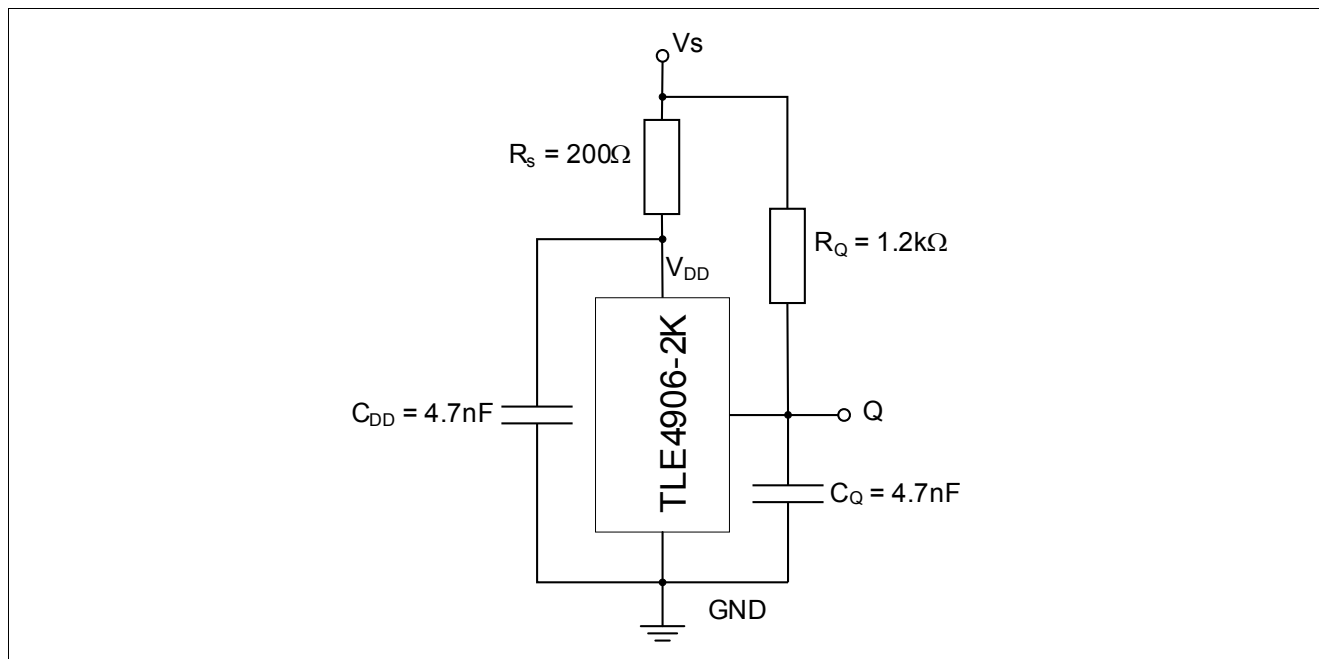 Vs
Rs = 200Ω
RQ = 1.2kΩ
VDD
TLE4906-2K
CDD = 4.7nF
Q
CQ = 4.7nF
GND